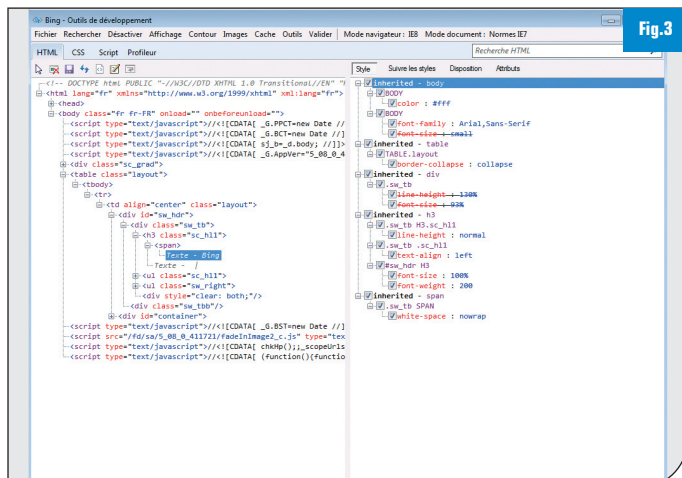 Bing - Outils de développement
Fig.3
Fichier Rechercher Désactiver Affichage Contour Images Cache Outils Valider Mode navigateur : IE8 Mode document : Normes IE7
HTML CSS Script Profileur
Recherche HTML
Style Suivre les styles Disposition Attributs
<!-- DOCTYPE html PUBLIC "-//W3C//DTD XHTML 1.0 Transitional//EN" "
<html lang="fr" xmlns="http://www.w3.org/1999/xhtml" xml:lang="fr">
<head>
<body class="fr fr-FR" onload="" onbeforeunload="">
<script type="text/javascript">//<![CDATA[ _G.PPCT=new Date //
<script type="text/javascript">//<![CDATA[ _G.BCT=new Date //]
<script type="text/javascript">//<![CDATA[ sj_b=_d.body; //]]>
<script type="text/javascript">//<![CDATA[ _G.AppVer="5_08_0_4
<div class="sc_grad">
<table class="layout">
<tbody>
<tr>
<td align="center" class="layout">
<div id="sw_hdr">
<div class="sw_tb">
<h3 class="sc_hl1">
<span>
Texte - Bing
Texte - |
<ul class="sc_hl1">
<ul class="sw_right">
<div style="clear: both;"/>
<div class="sw_tbb"/>
<div id="container">
<script type="text/javascript">//<![CDATA[ _G.BST=new Date //]
<script src="/fd/sa/5_08_0_411721/fadeInImage2_c.js" type="tex
<script type="text/javascript">//<![CDATA[ chkHp();;_scopeUrls
<script type="text/javascript">//<![CDATA[ (function(){functio
inherited - body
BODY
color : #fff
BODY
font-family : Arial,Sans-Serif
font-size : small
inherited - table
TABLE.layout
border-collapse : collapse
inherited - div
.sw_tb
line-height : 130%
font-size : 93%
inherited - h3
.sw_tb H3.sc_hl1
line-height : normal
.sw_tb .sc_hl1
text-align : left
#sw_hdr H3
font-size : 100%
font-weight : 200
inherited - span
.sw_tb SPAN
white-space : nowrap